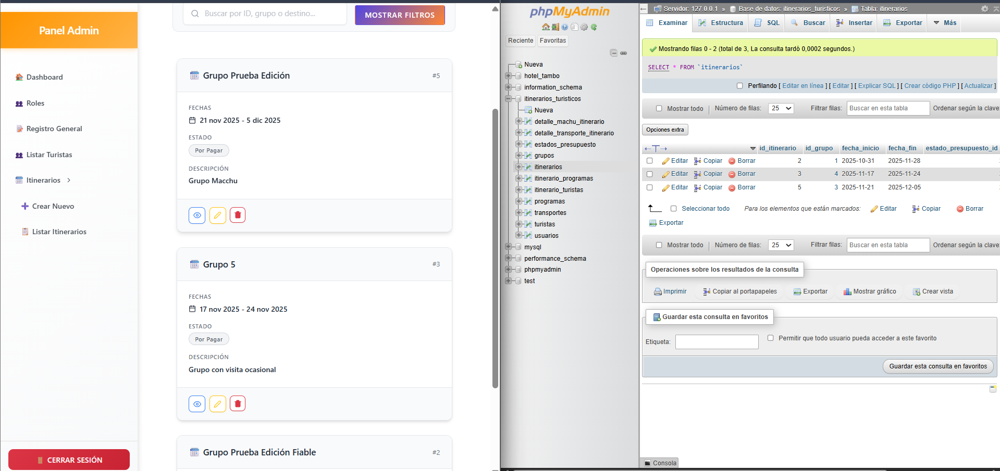 Panel Admin
Dashboard
Roles
Registro General
Listar Turistas
Itinerarios
Crear Nuevo
Listar Itinerarios
CERRAR SESIÓN
Buscar por ID, grupo o destino...
MOSTRAR FILTROS
Grupo Prueba Edición #5
FECHAS
21 nov 2025 - 5 dic 2025
ESTADO
Por Pagar
DESCRIPCIÓN
Grupo Macchu
Grupo 5 #3
FECHAS
17 nov 2025 - 24 nov 2025
ESTADO
Por Pagar
DESCRIPCIÓN
Grupo con visita ocasional
Grupo Prueba Edición Fiable #2
phpMyAdmin
Reciente Favoritas
Nueva
hotel_tambo
information_schema
itinerarios_turisticos
Nueva
detalle_machu_itinerario
detalle_transporte_itinerario
estados_presupuesto
grupos
itinerarios
itinerario_programas
itinerario_turistas
programas
transportes
turistas
usuarios
mysql
performance_schema
phpmyadmin
test
Servidor: 127.0.0.1 » Base de datos: itinerarios_turisticos » Tabla: itinerarios
Examinar Estructura SQL Buscar Insertar Exportar Más
Mostrando filas 0 - 2 (total de 3, La consulta tardó 0,0002 segundos.)
SELECT * FROM `itinerarios`
Perfilando [ Editar en línea ] [ Editar ] [ Explicar SQL ] [ Crear código PHP ] [ Actualizar ]
Mostrar todo | Número de filas: 25 Filtrar filas: Buscar en esta tabla Ordenar según la clave:
Opciones extra
←T→ id_itinerario id_grupo fecha_inicio fecha_fin estado_presupuesto_id
Editar Copiar Borrar 2 1 2025-10-31 2025-11-28
Editar Copiar Borrar 3 4 2025-11-17 2025-11-24
Editar Copiar Borrar 5 3 2025-11-21 2025-12-05
Seleccionar todo Para los elementos que están marcados: Editar Copiar Borrar
Exportar
Mostrar todo | Número de filas: 25 Filtrar filas: Buscar en esta tabla Ordenar según la clave:
Operaciones sobre los resultados de la consulta
Imprimir Copiar al portapapeles Exportar Mostrar gráfico Crear vista
Guardar esta consulta en favoritos
Etiqueta: Permitir que todo usuario pueda acceder a este favorito
Guardar esta consulta en favoritos
Consola